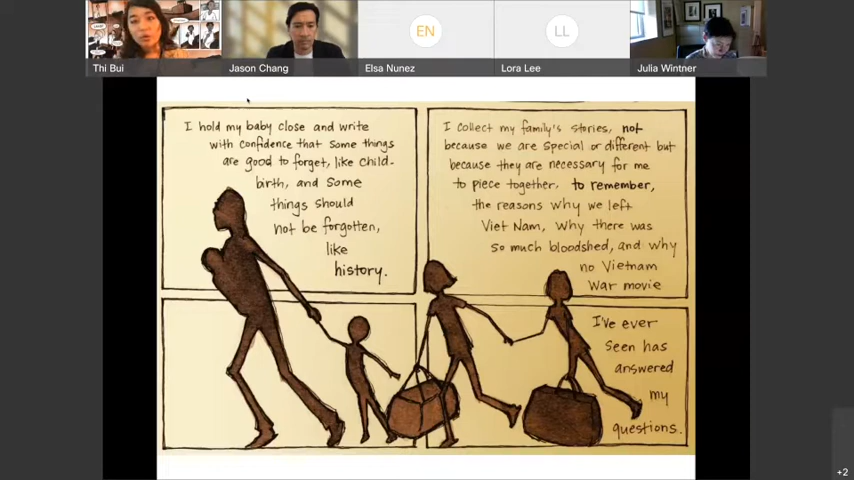 EN
LL
Thi Bui
Jason Chang
Elsa Nunez
Lora Lee
Julia Wintner
I hold my baby close and write
with confidence that some things
are good to forget, like child-
birth, and some
things should
not be forgotten,
like
history.
I collect my family's stories, not
because we are special or different but
because they are necessary for me
to piece together, to remember,
the reasons why we left
Viet Nam, why there was
so much bloodshed, and why
no Vietnam
War movie
I've ever
seen has
answered
my
questions.
+2